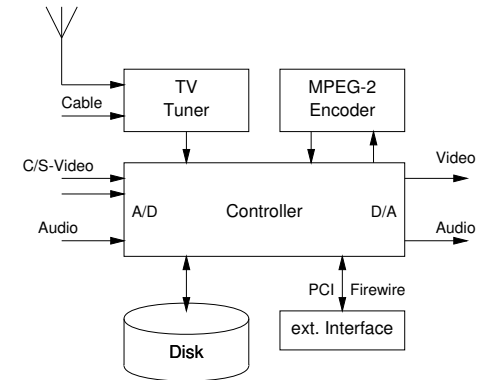 TV
Tuner
MPEG-2
Encoder
Cable
C/S-Video
Video
A/D
Controller
D/A
Audio
Audio
PCI
Firewire
ext. Interface
Disk